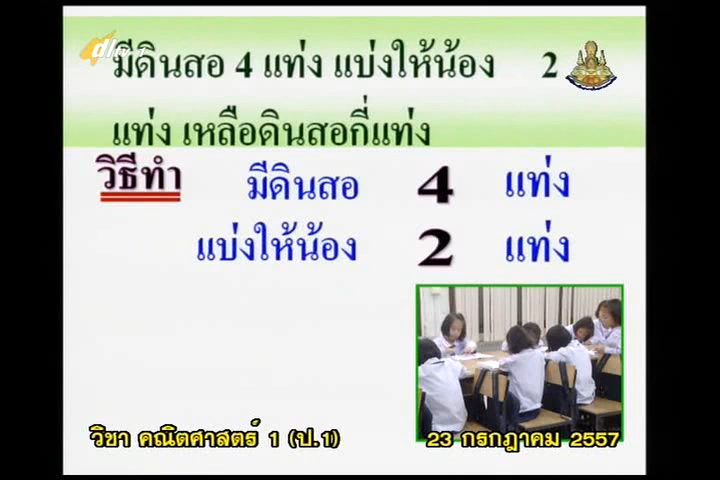 dltv 1
มีดินสอ 4 แท่ง แบ่งให้น้อง 2
แท่ง เหลือดินสอกี่แท่ง
วิธีทำ มีดินสอ 4 แท่ง
แบ่งให้น้อง 2 แท่ง
วิชา คณิตศาสตร์ 1 (ป.1) 23 กรกฎาคม 2557